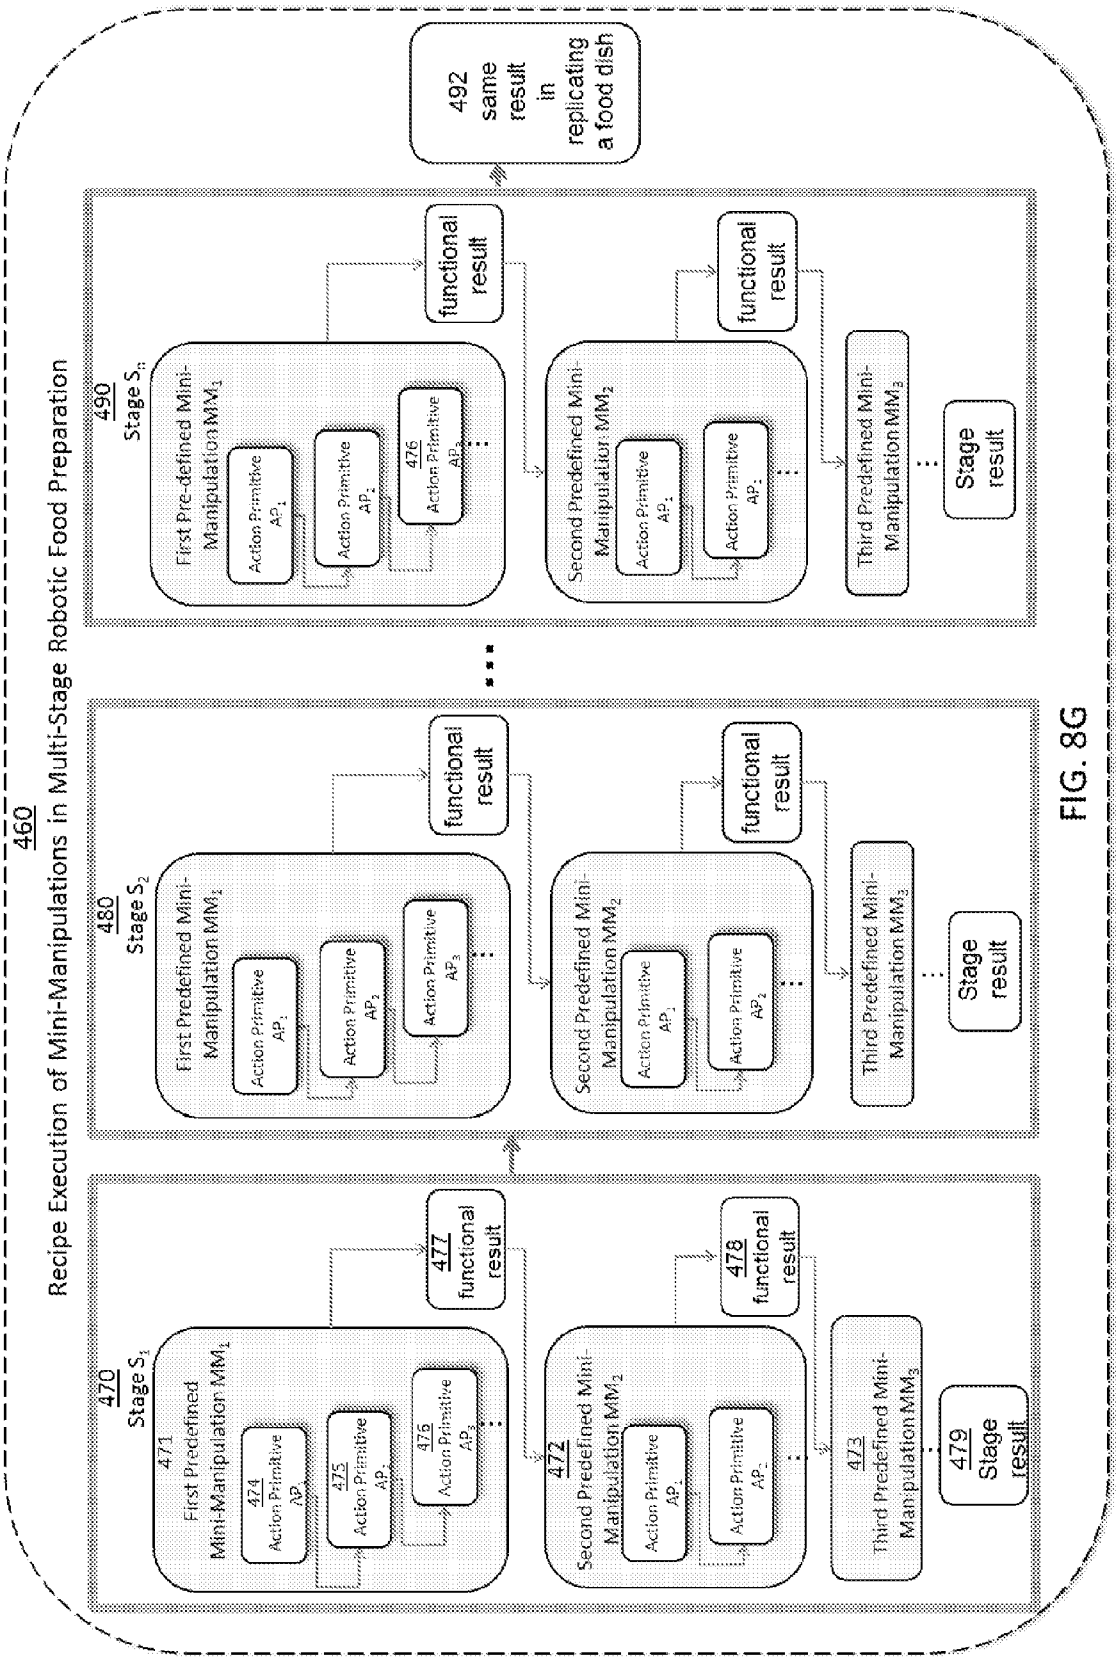 460
Recipe Execution of Mini-Manipulations in Multi-Stage Robotic Food Preparation
470
Stage S₁
471
First Predefined
Mini-Manipulation MM₁
474
Action Primitive
AP₁
475
Action Primitive
AP₂
476
Action Primitive
AP₃
477
functional
result
472
Second Predefined Mini-
Manipulation MM₂
Action Primitive
AP₁
Action Primitive
AP₂
478
functional
result
473
Third Predefined Mini-
Manipulation MM₃
479
Stage
result
480
Stage S₂
First Predefined Mini-
Manipulation MM₁
Action Primitive
AP₁
Action Primitive
AP₂
Action Primitive
AP₃
functional
result
Second Predefined Mini-
Manipulation MM₂
Action Primitive
AP₁
Action Primitive
AP₂
functional
result
Third Predefined Mini-
Manipulation MM₃
Stage
result
490
Stage Sₙ
First Pre-defined Mini-
Manipulation MM₁
Action Primitive
AP₁
Action Primitive
AP₂
476
Action Primitive
AP₃
functional
result
Second Predefined Mini-
Manipulation MM₂
Action Primitive
AP₁
Action Primitive
functional
result
Third Predefined Mini-
Manipulation MM₃
Stage
result
492
same
result
in
replicating
a food dish
FIG. 8G